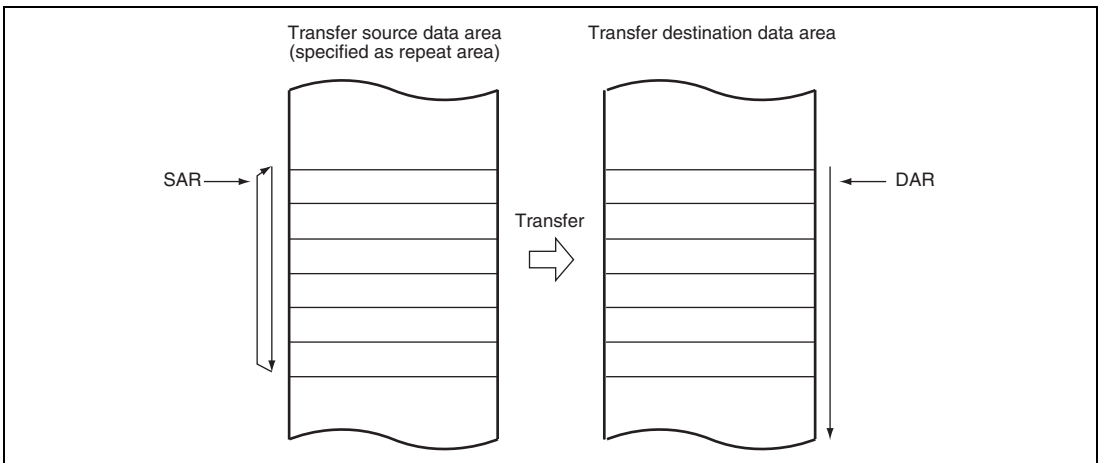 Transfer source data area
(specified as repeat area)
Transfer destination data area
SAR
Transfer
DAR